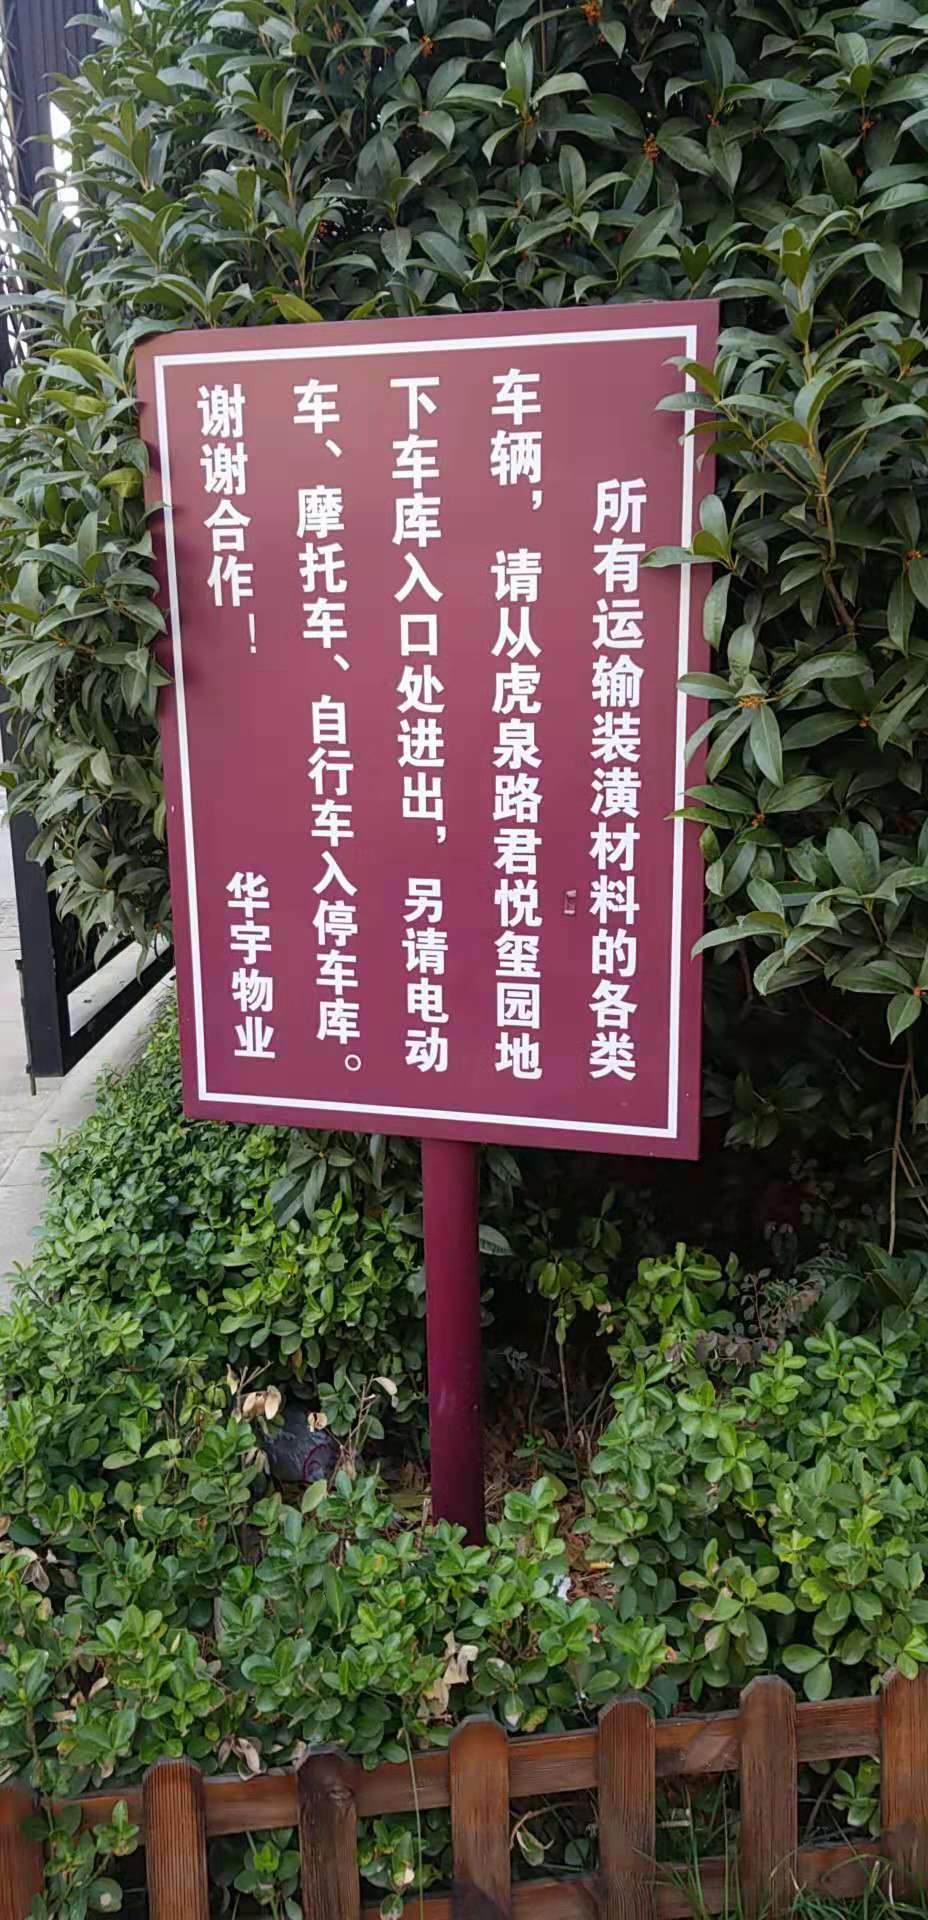 所有运输装潢材料的各类
车辆，请从虎泉路君悦玺园地
下车库入口处进出，另请电动
车、摩托车、自行车入停车库。
谢谢合作！
华宇物业